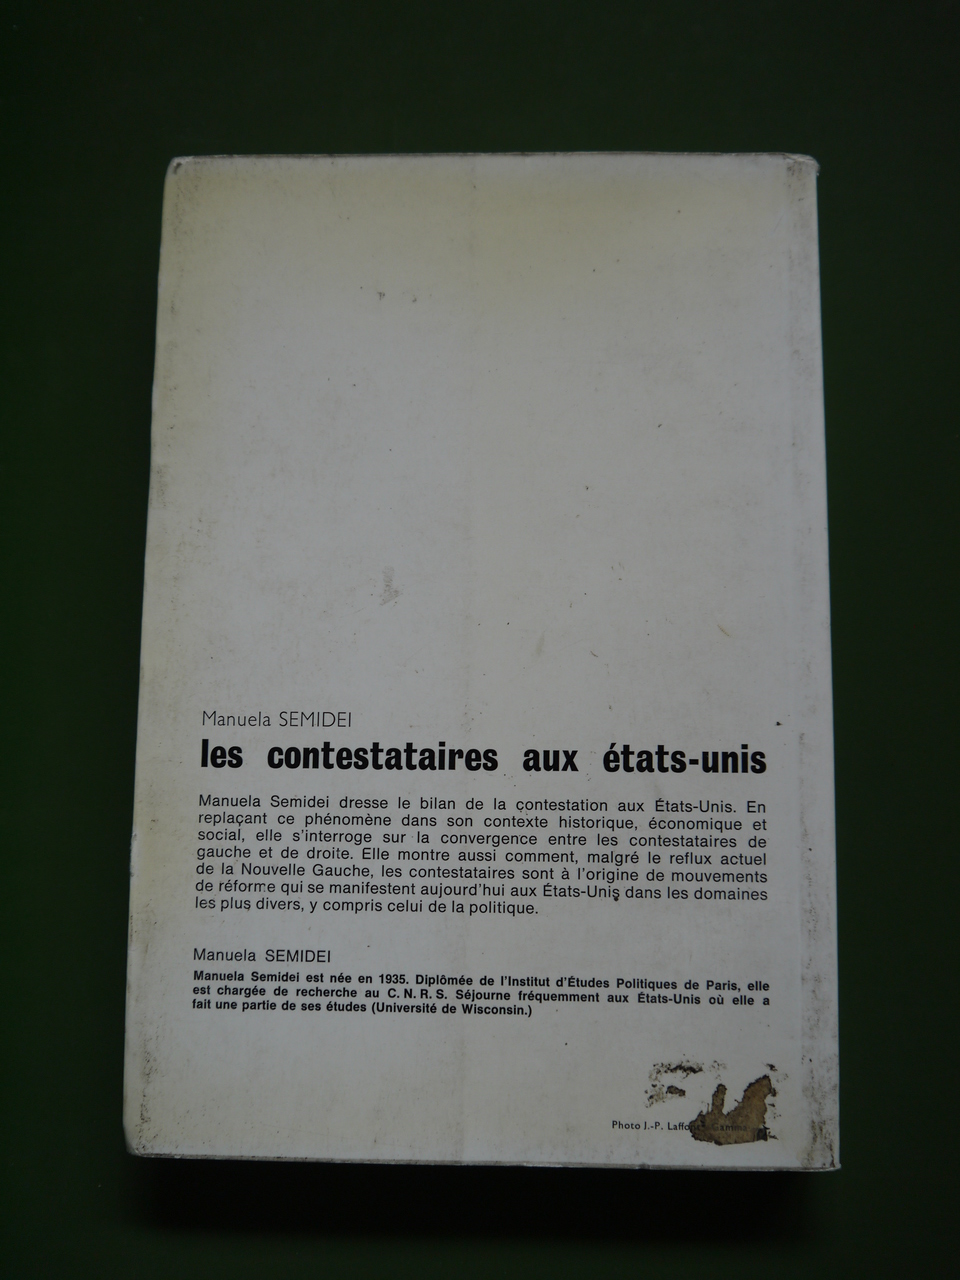 Manuela SEMIDEI
les contestataires aux états-unis
Manuela Semidei dresse le bilan de la contestation aux États-Unis. En
replaçant ce phénomène dans son contexte historique, économique et
social, elle s'interroge sur la convergence entre les contestataires de
gauche et de droite. Elle montre aussi comment, malgré le reflux actuel
de la Nouvelle Gauche, les contestataires sont à l'origine de mouvements
de réforme qui se manifestent aujourd'hui aux États-Unis dans les domaines
les plus divers, y compris celui de la politique.
Manuela SEMIDEI
Manuela Semidei est née en 1935. Diplômée de l'Institut d'Études Politiques de Paris, elle
est chargée de recherche au C.N.R.S. Séjourne fréquemment aux États-Unis où elle a
fait une partie de ses études (Université de Wisconsin.)
Photo J.-P.